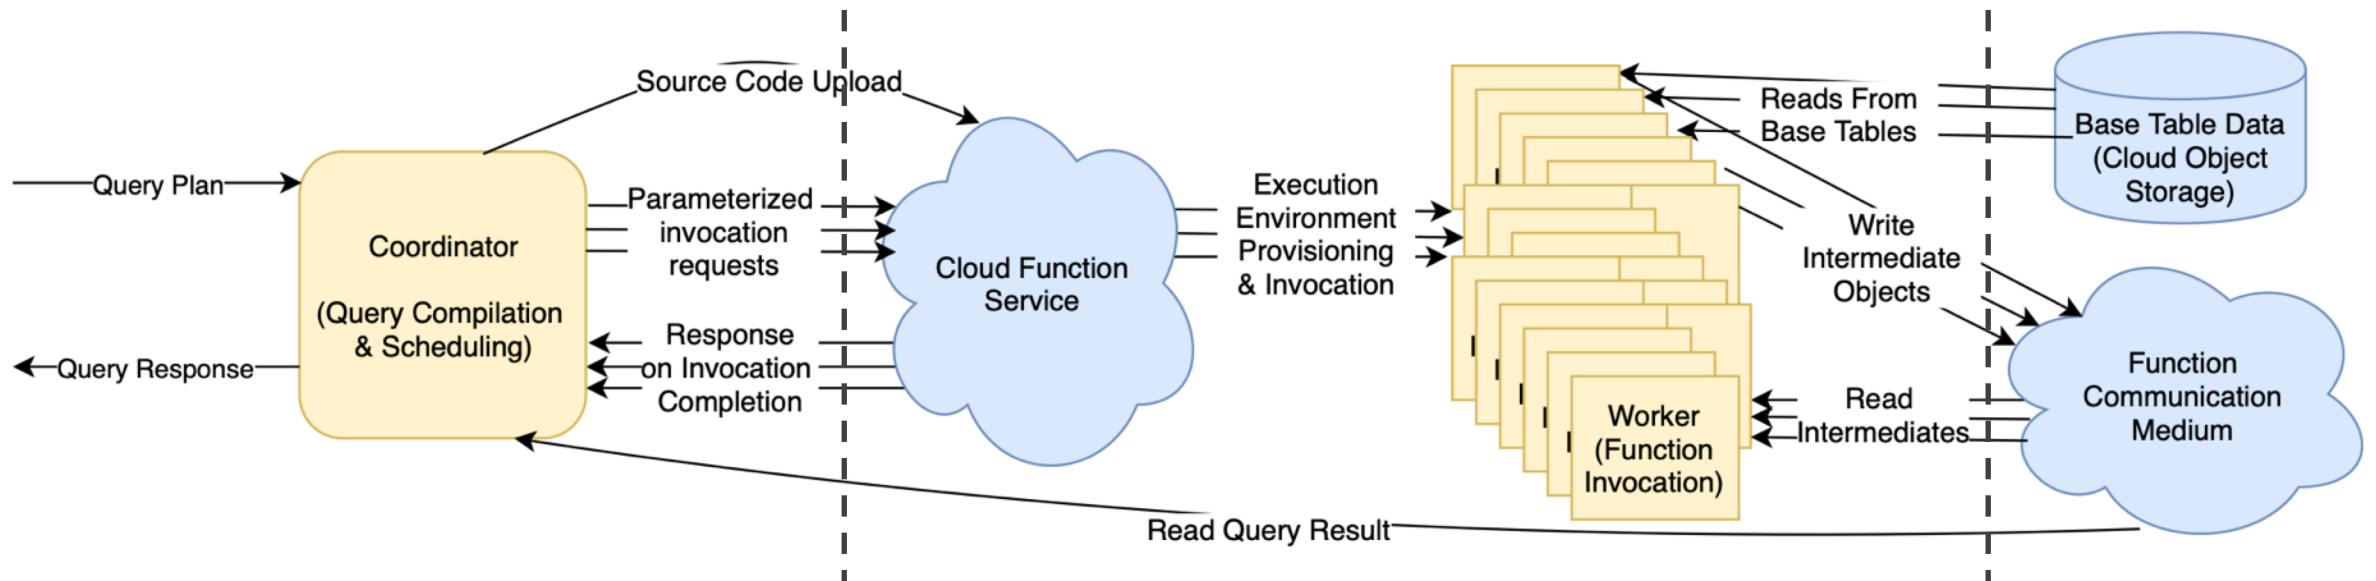 Source Code Upload
Query Plan
Coordinator
(Query Compilation
& Scheduling)
Query Response
Parameterized
invocation
requests
Response
on Invocation
Completion
Cloud Function
Service
Execution
Environment
Provisioning
& Invocation
Reads From
Base Tables
Base Table Data
(Cloud Object
Storage)
Write
Intermediate
Objects
Function
Communication
Medium
Read
Intermediates
Worker
(Function
Invocation)
Read Query Result